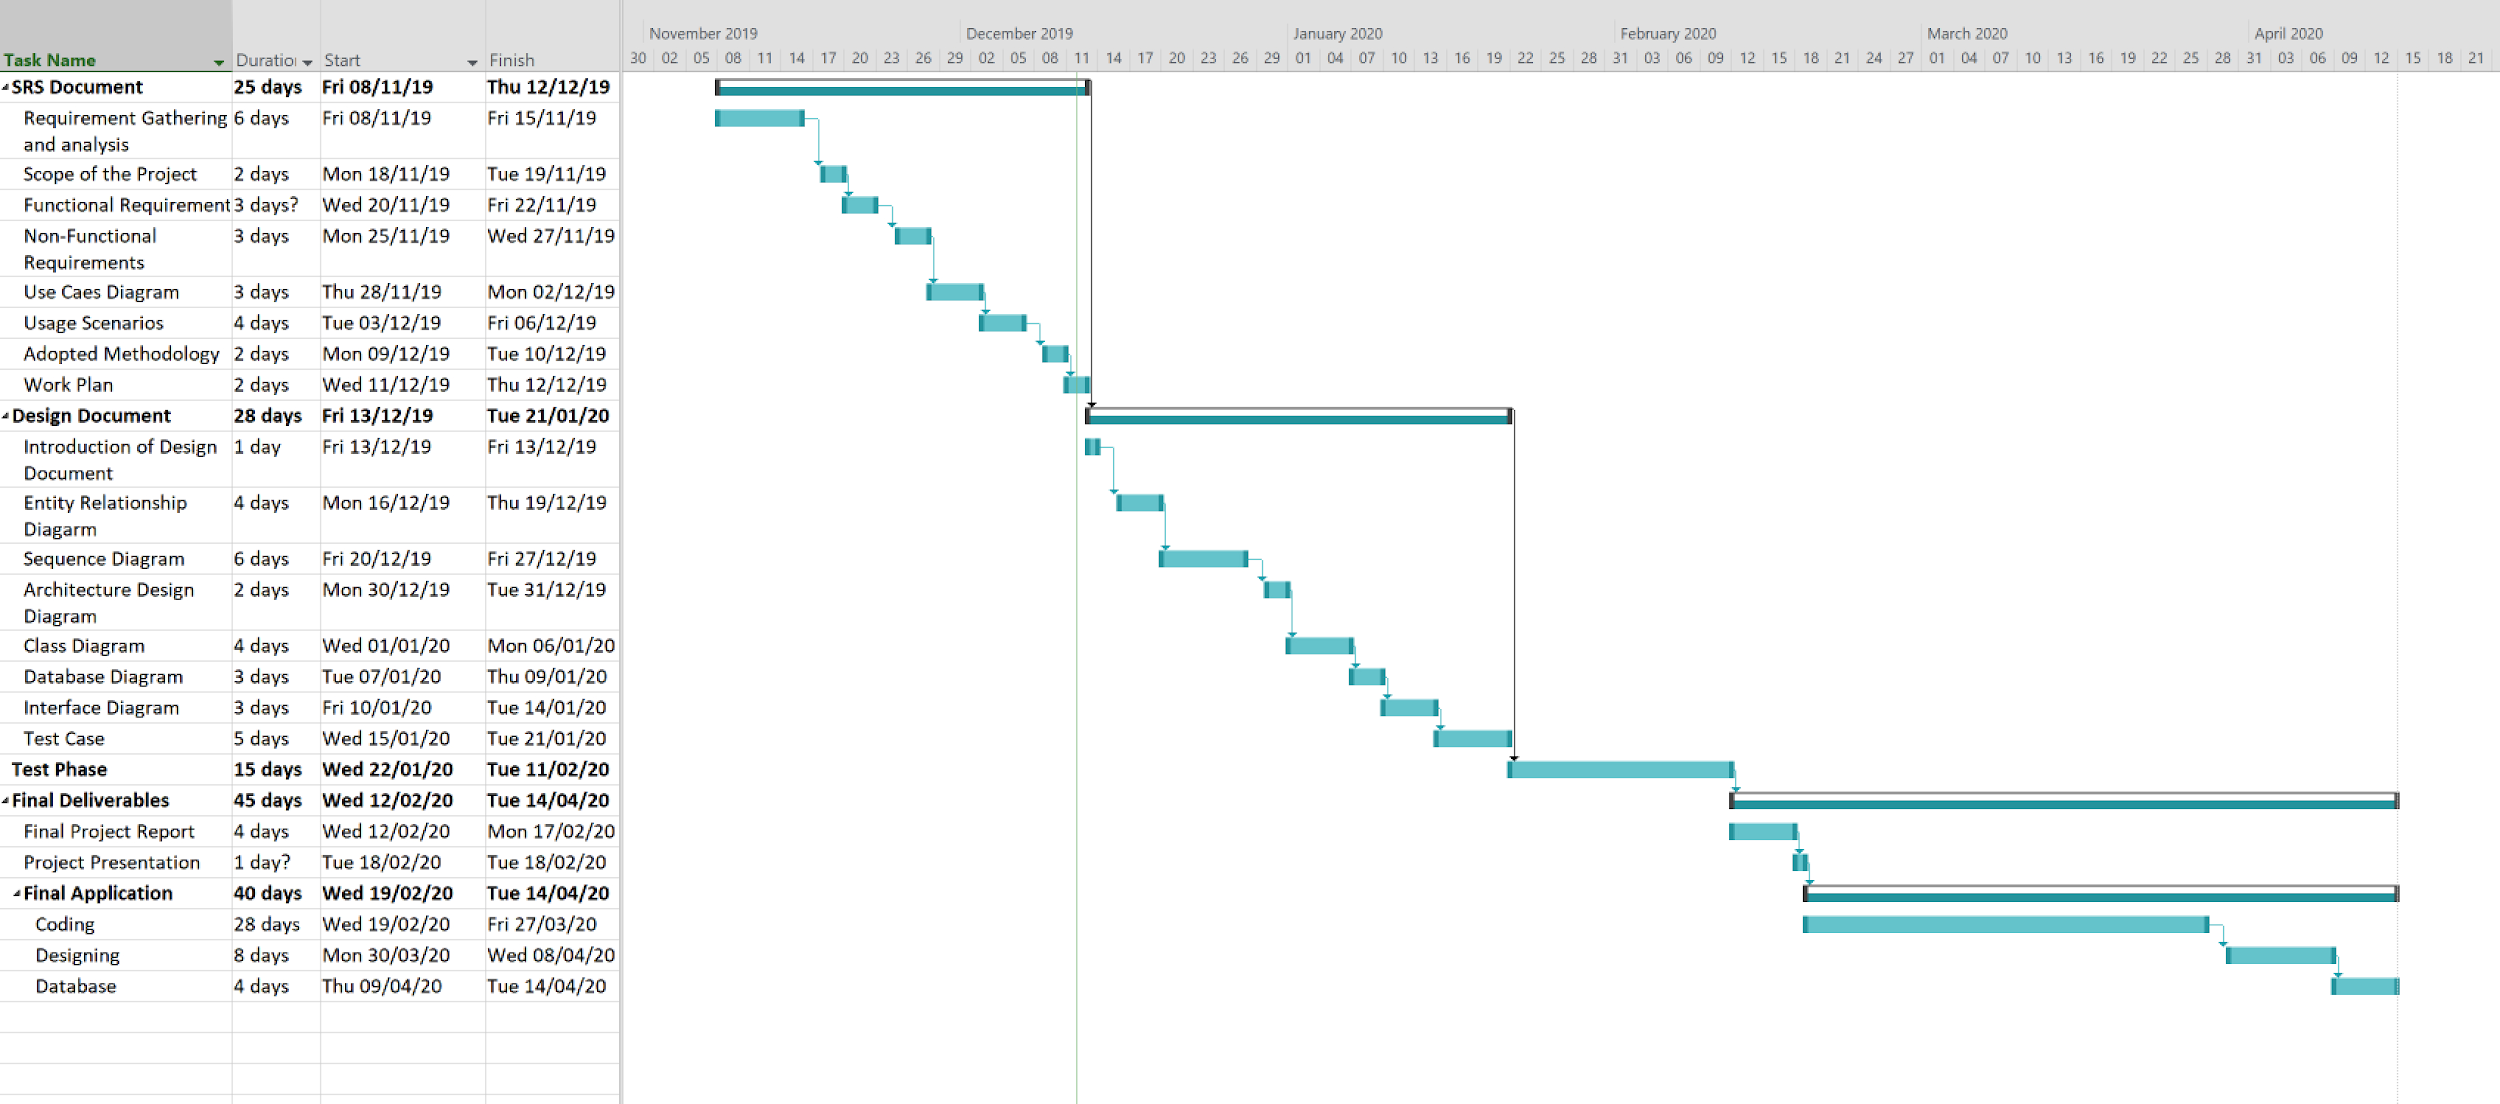 November 2019 December 2019 January 2020 February 2020 March 2020 April 2020
Task Name Duration Start Finish 30 02 05 08 11 14 17 20 23 26 29 02 05 08 11 14 17 20 23 26 29 01 04 07 10 13 16 19 22 25 28 31 03 06 09 12 15 18 21 24 27 01 04 07 10 13 16 19 22 25 28 31 03 06 09 12 15 18 21
SRS Document 25 days Fri 08/11/19 Thu 12/12/19
Requirement Gathering 6 days Fri 08/11/19 Fri 15/11/19
and analysis
Scope of the Project 2 days Mon 18/11/19 Tue 19/11/19
Functional Requirement 3 days? Wed 20/11/19 Fri 22/11/19
Non-Functional 3 days Mon 25/11/19 Wed 27/11/19
Requirements
Use Caes Diagram 3 days Thu 28/11/19 Mon 02/12/19
Usage Scenarios 4 days Tue 03/12/19 Fri 06/12/19
Adopted Methodology 2 days Mon 09/12/19 Tue 10/12/19
Work Plan 2 days Wed 11/12/19 Thu 12/12/19
Design Document 28 days Fri 13/12/19 Tue 21/01/20
Introduction of Design 1 day Fri 13/12/19 Fri 13/12/19
Document
Entity Relationship 4 days Mon 16/12/19 Thu 19/12/19
Diagarm
Sequence Diagram 6 days Fri 20/12/19 Fri 27/12/19
Architecture Design 2 days Mon 30/12/19 Tue 31/12/19
Diagram
Class Diagram 4 days Wed 01/01/20 Mon 06/01/20
Database Diagram 3 days Tue 07/01/20 Thu 09/01/20
Interface Diagram 3 days Fri 10/01/20 Tue 14/01/20
Test Case 5 days Wed 15/01/20 Tue 21/01/20
Test Phase 15 days Wed 22/01/20 Tue 11/02/20
Final Deliverables 45 days Wed 12/02/20 Tue 14/04/20
Final Project Report 4 days Wed 12/02/20 Mon 17/02/20
Project Presentation 1 day? Tue 18/02/20 Tue 18/02/20
Final Application 40 days Wed 19/02/20 Tue 14/04/20
Coding 28 days Wed 19/02/20 Fri 27/03/20
Designing 8 days Mon 30/03/20 Wed 08/04/20
Database 4 days Thu 09/04/20 Tue 14/04/20